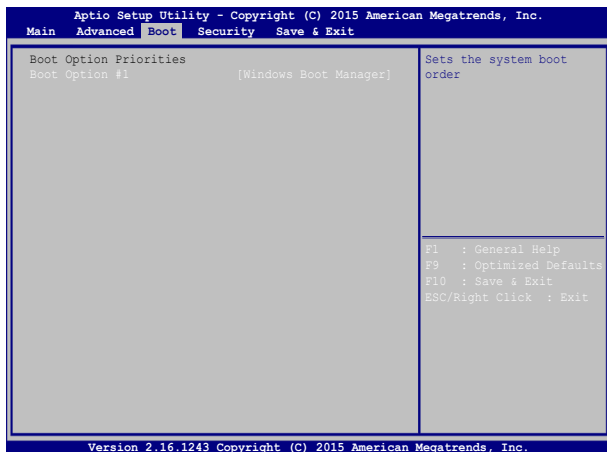 Aptio Setup Utility - Copyright (C) 2015 American Megatrends, Inc.
Main Advanced Boot Security Save & Exit
Boot Option Priorities
Boot Option #1 [Windows Boot Manager]
Sets the system boot
order
F1 : General Help
F9 : Optimized Defaults
F10 : Save & Exit
ESC/Right Click : Exit
Version 2.16.1243 Copyright (C) 2015 American Megatrends, Inc.